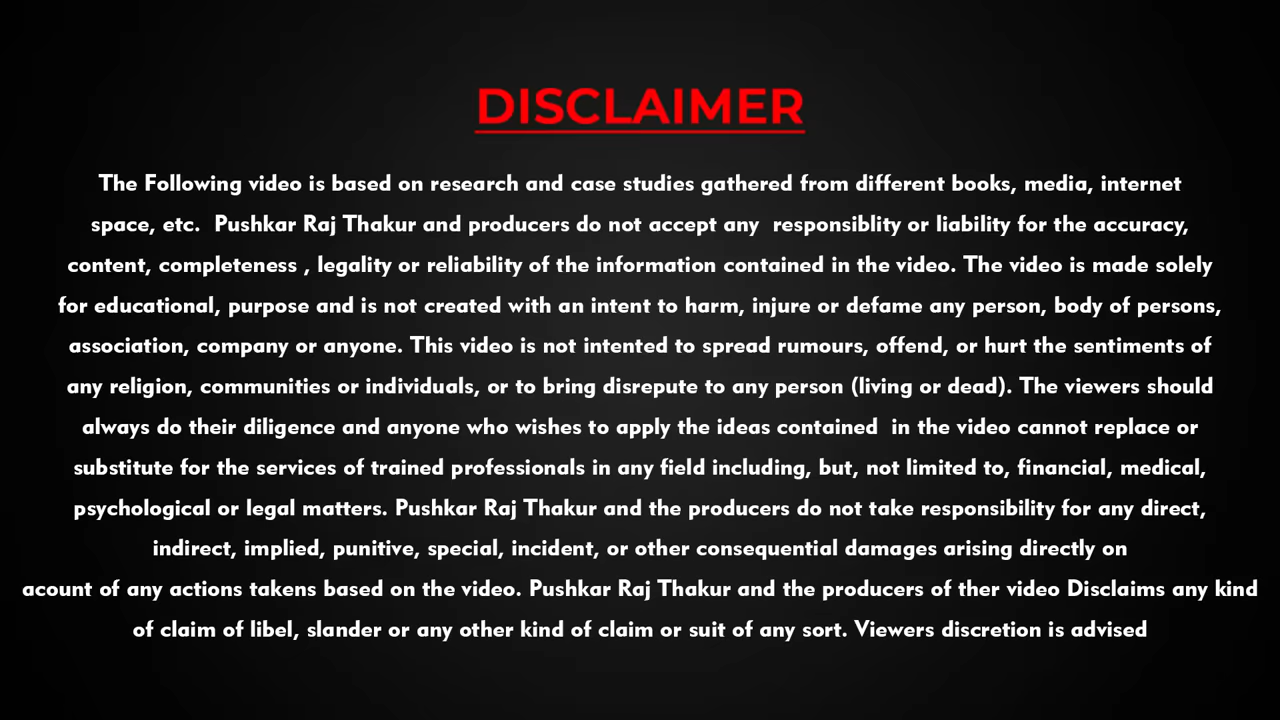 DISCLAIMER
The Following video is based on research and case studies gathered from different books, media, internet
space, etc.  Pushkar Raj Thakur and producers do not accept any  responsiblity or liability for the accuracy,
content, completeness , legality or reliability of the information contained in the video. The video is made solely
for educational, purpose and is not created with an intent to harm, injure or defame any person, body of persons,
association, company or anyone. This video is not intented to spread rumours, offend, or hurt the sentiments of
any religion, communities or individuals, or to bring disrepute to any person (living or dead). The viewers should
always do their diligence and anyone who wishes to apply the ideas contained  in the video cannot replace or
substitute for the services of trained professionals in any field including, but, not limited to, financial, medical,
psychological or legal matters. Pushkar Raj Thakur and the producers do not take responsibility for any direct,
indirect, implied, punitive, special, incident, or other consequential damages arising directly on
acount of any actions takens based on the video. Pushkar Raj Thakur and the producers of ther video Disclaims any kind
of claim of libel, slander or any other kind of claim or suit of any sort. Viewers discretion is advised